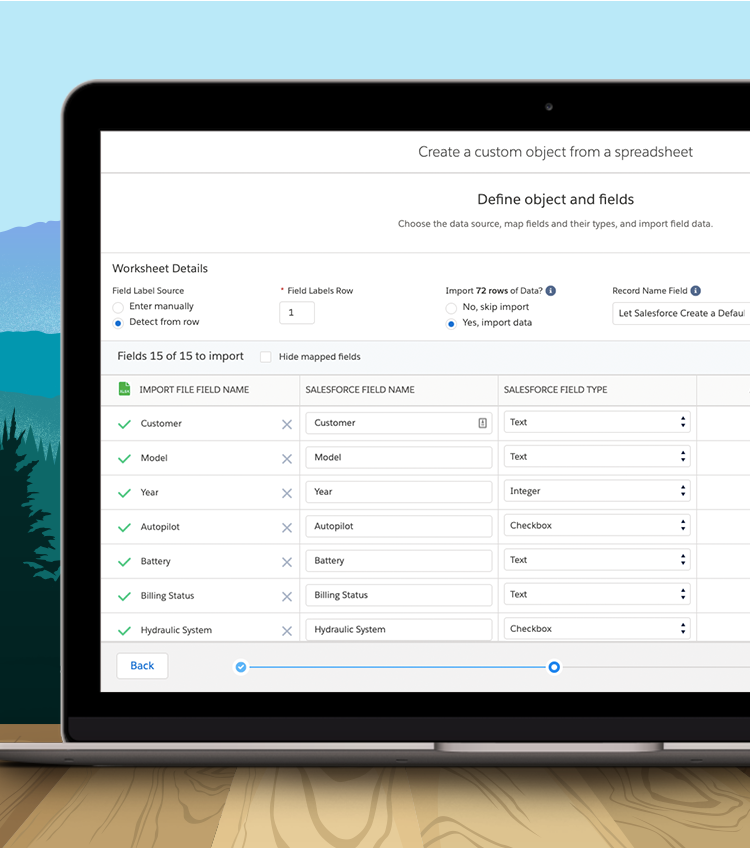 Create a custom object from a spreadsheet
Define object and fields
Choose the data source, map fields and their types, and import field data.
Worksheet Details
Field Label Source
Enter manually
Detect from row
* Field Labels Row
1
Import 72 rows of Data?
No, skip import
Yes, import data
Record Name Field
Let Salesforce Create a Defau
Fields 15 of 15 to import
Hide mapped fields
IMPORT FILE FIELD NAME SALESFORCE FIELD NAME SALESFORCE FIELD TYPE
Customer Customer Text
Model Model Text
Year Year Integer
Autopilot Autopilot Checkbox
Battery Battery Text
Billing Status Billing Status Text
Hydraulic System Hydraulic System Checkbox
Back